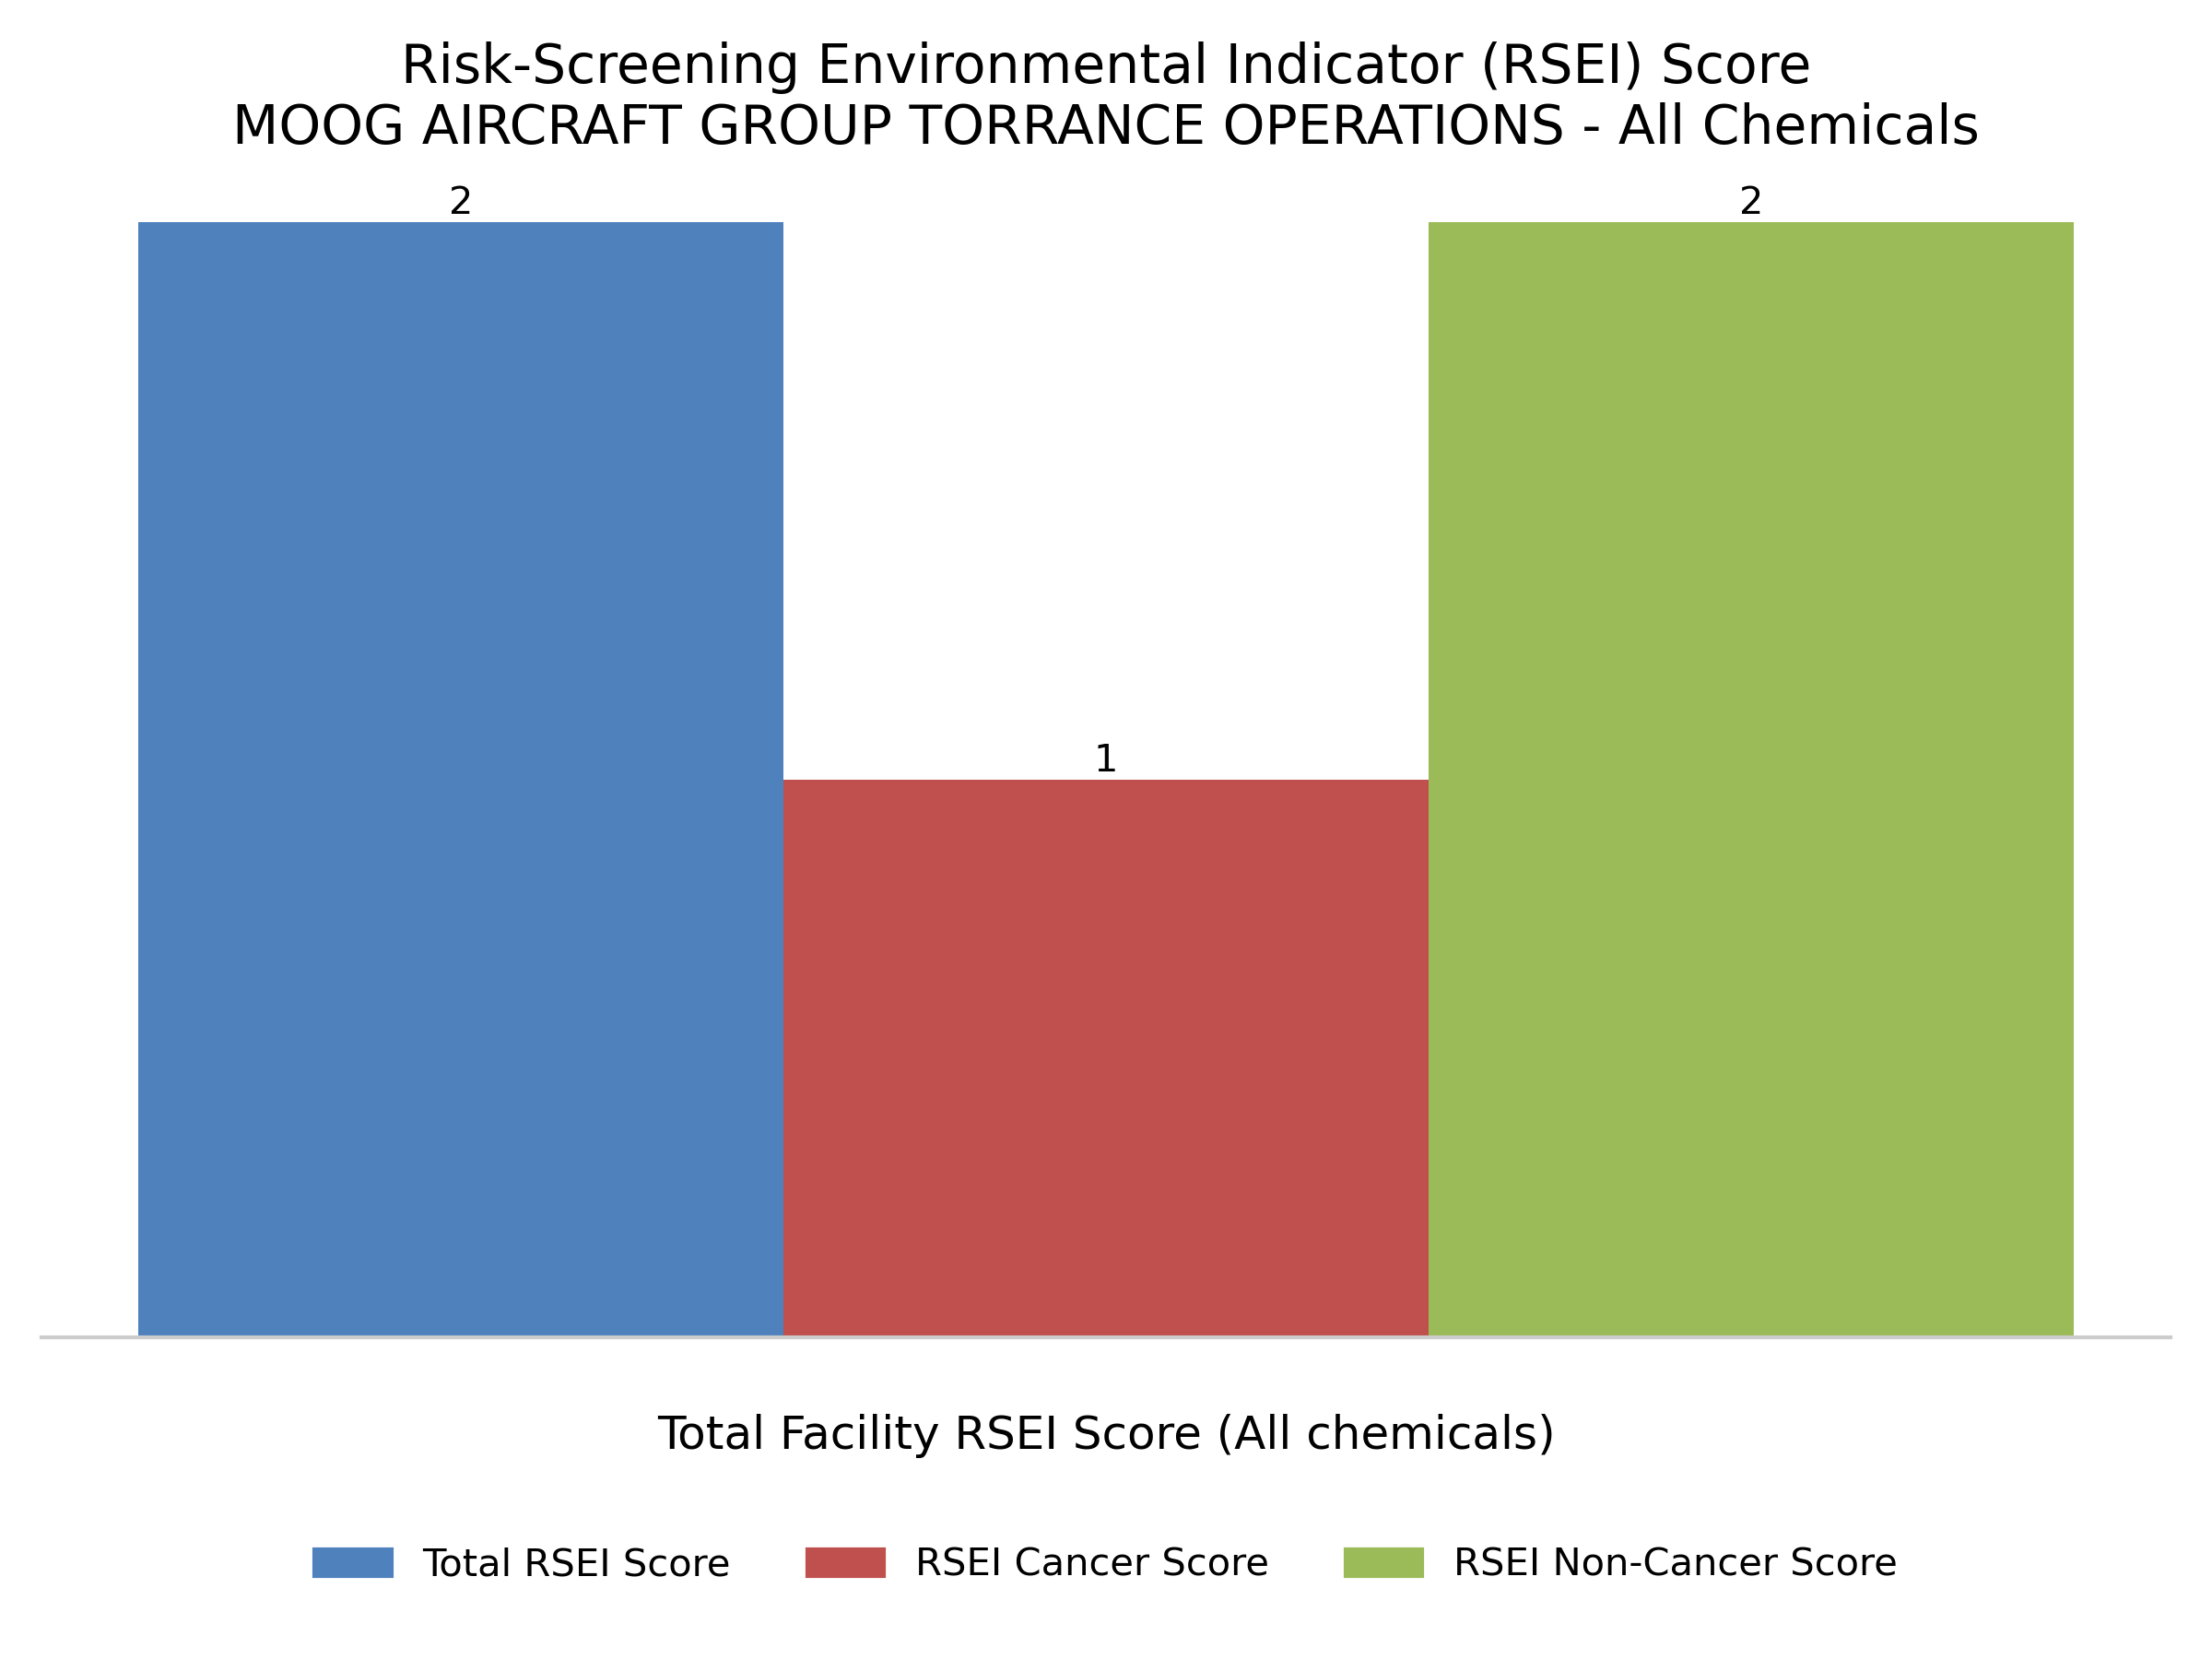 Risk-Screening Environmental Indicator (RSEI) Score
MOOG AIRCRAFT GROUP TORRANCE OPERATIONS - All Chemicals
2
2
1
Total Facility RSEI Score (All chemicals)
Total RSEI Score
RSEI Cancer Score
RSEI Non-Cancer Score